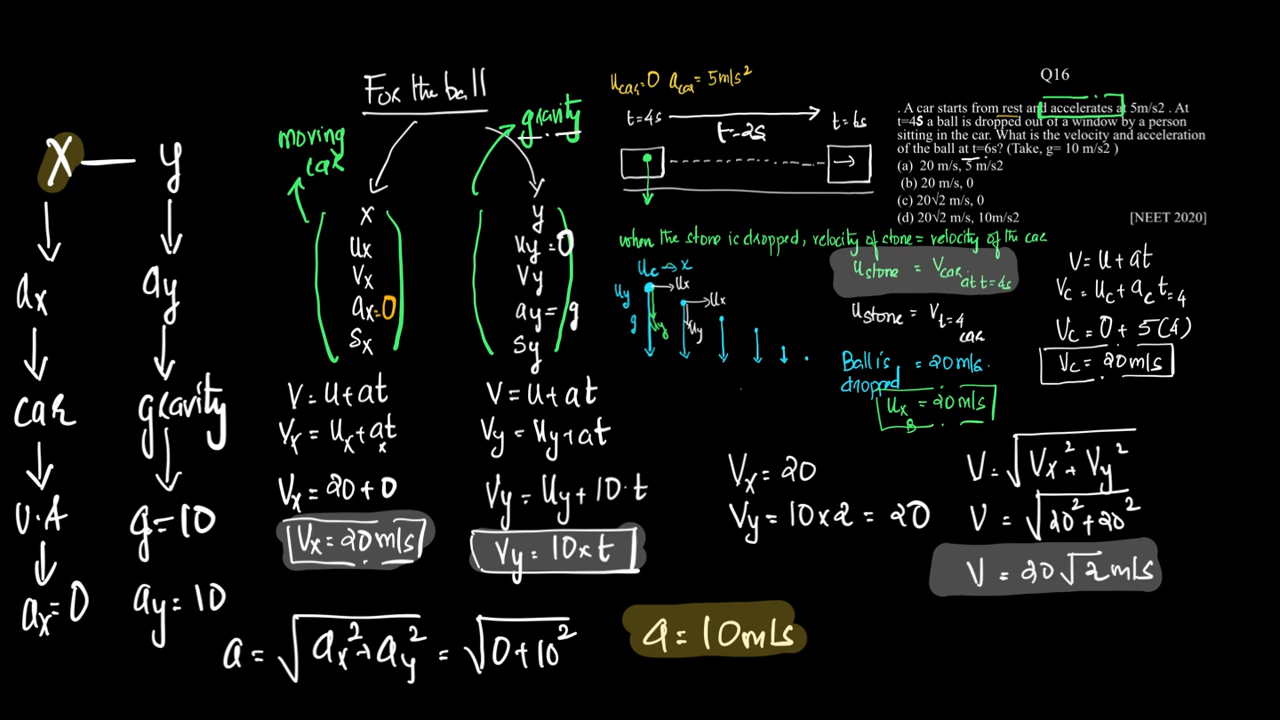 Q16
. A car starts from rest and accelerates at 5m/s2 . At
t=4S a ball is dropped out of a window by a person
sitting in the car. What is the velocity and acceleration
of the ball at t=6s? (Take, g= 10 m/s2 )
(a) 20 m/s, 5 m/s2
(b) 20 m/s, 0
(c) 20√2 m/s, 0
(d) 20√2 m/s, 10m/s2
[NEET 2020]
X — y
ax
ay
car
gravity
U.A
g=10
ax=0
ay=10
For the ball
moving
car
gravity
x
ux
Vx
ax=0
Sx
y
uy=0
Vy
ay=g
Sy
V=u+at
Vx=ux+axt
Vx=20+0
Vx=20m/s
V=u+at
Vy=uy+at
Vy=uy+10.t
Vy=10xt
a=√ax²+ay² = √0+10²
a=10m/s
ucar=0 acar=5m/s²
t=4s
t=2s
t=6s
when the stone is dropped, velocity of stone = velocity of the car
uc→x
uy
ux
g
vy
ux
uy
ustone = Vcar at t=4s
ustone = Vt=4 car
Ball is dropped = 20m/s.
ux B =20m/s
V=u+at
Vc=uc+ac t=4
Vc=0+5(4)
Vc=20m/s
Vx=20
Vy=10x2=20
V=√Vx²+Vy²
V=√20²+20²
V=20√2m/s